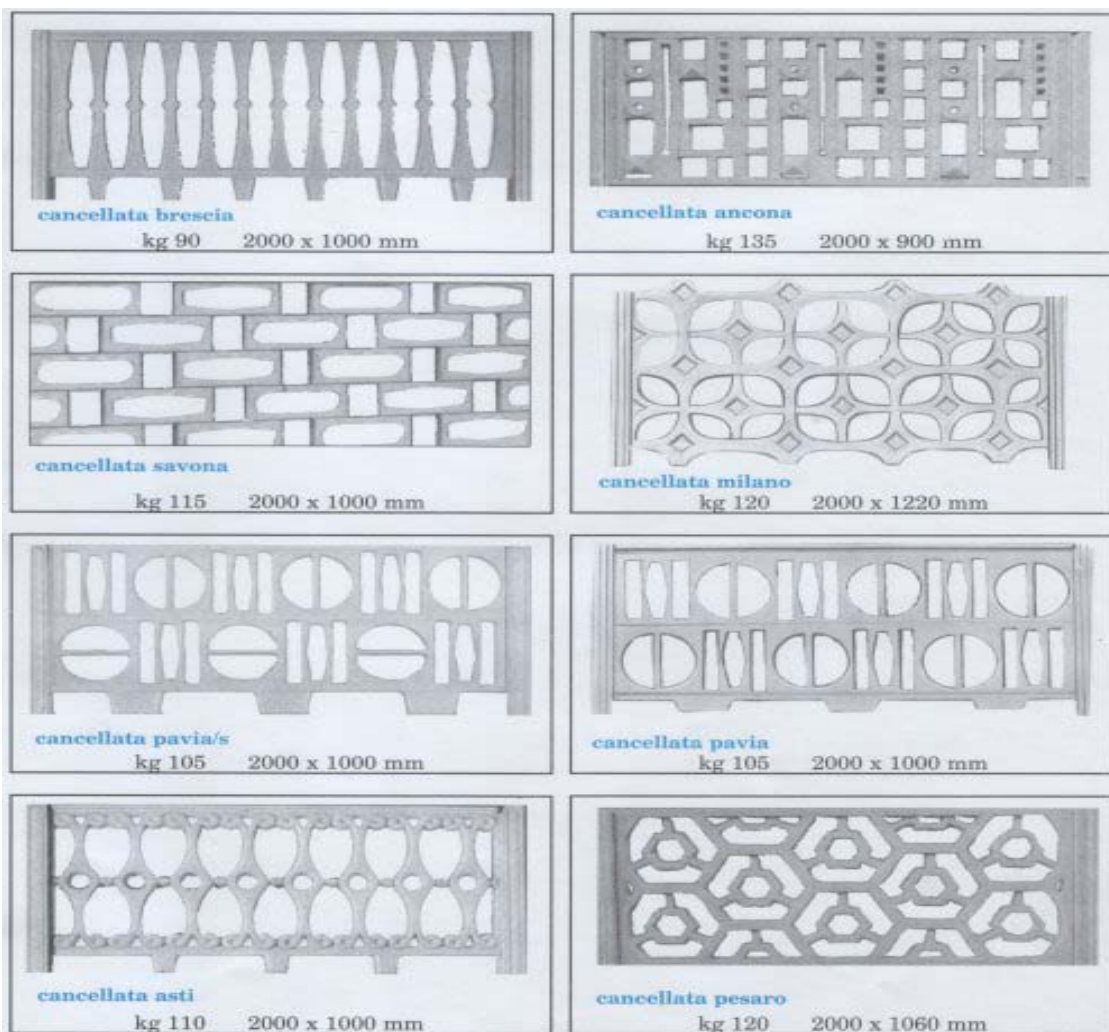 cancellata brescia
kg 90 2000 x 1000 mm
cancellata ancona
kg 135 2000 x 900 mm
cancellata savona
kg 115 2000 x 1000 mm
cancellata milano
kg 120 2000 x 1220 mm
cancellata pavia/s
kg 105 2000 x 1000 mm
cancellata pavia
kg 105 2000 x 1000 mm
cancellata asti
kg 110 2000 x 1000 mm
cancellata pesaro
kg 120 2000 x 1060 mm